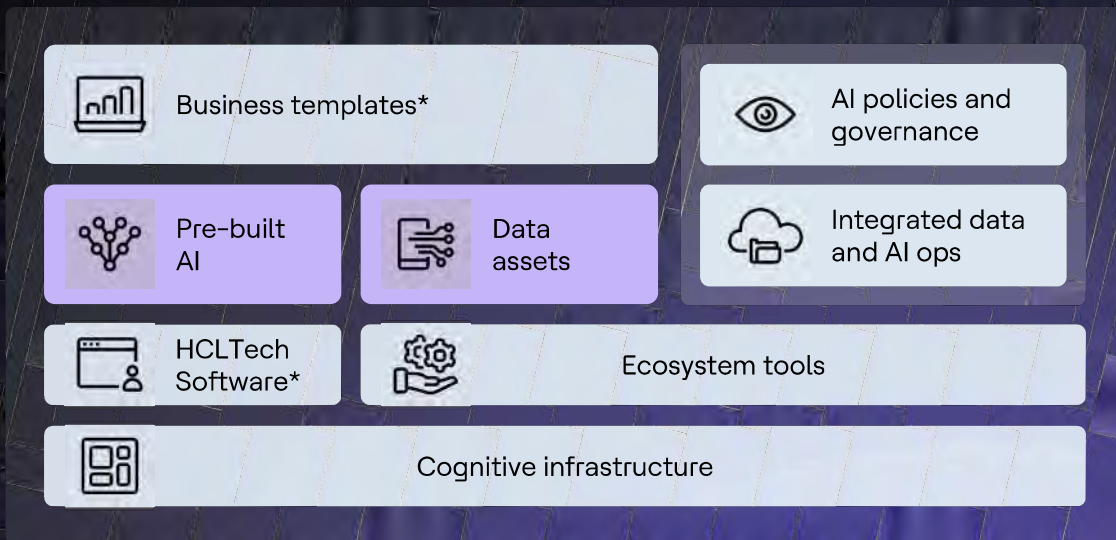 Business templates*
AI policies and
governance
Pre-built
AI
Data
assets
Integrated data
and AI ops
HCLTech
Software*
Ecosystem tools
Cognitive infrastructure